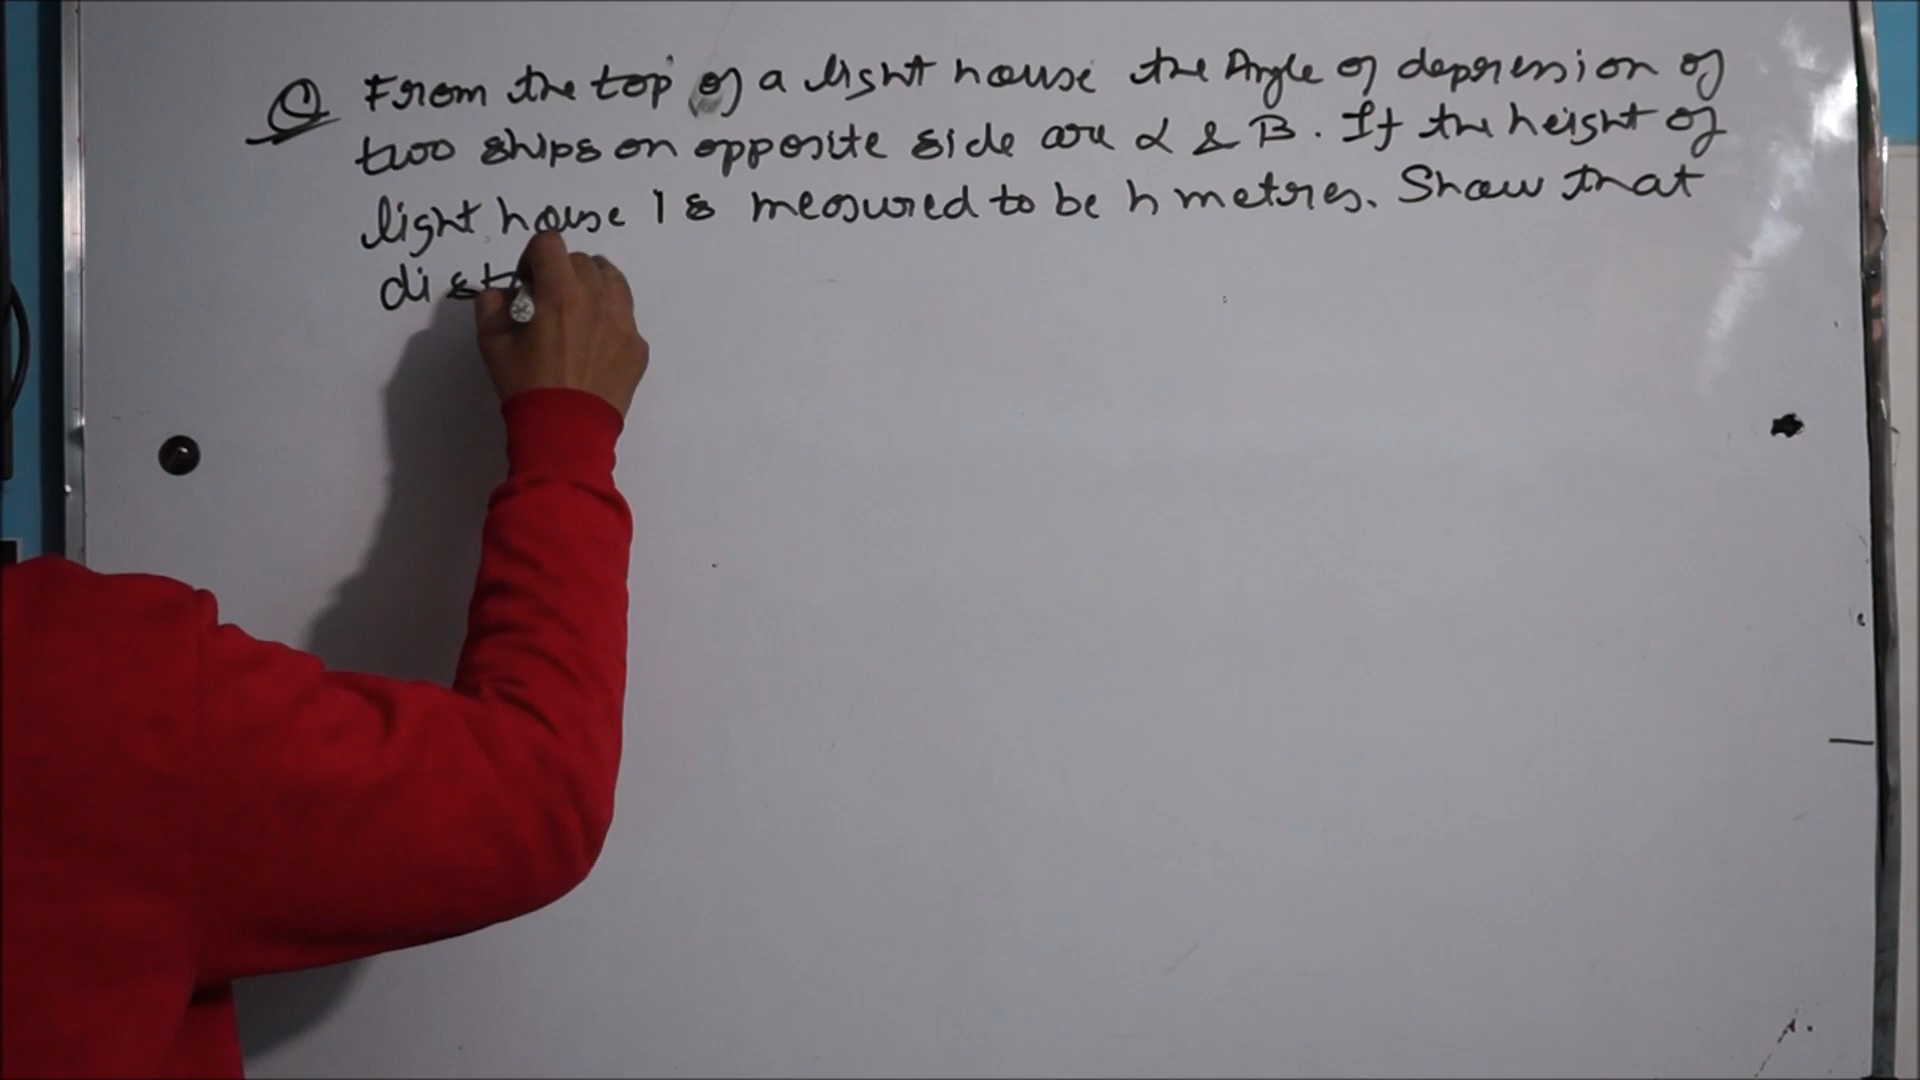 Q From the top of a light house the Angle of depression of
two ships on opposite side are α & β. If the height of
light house is measured to be h metres. Show that
dist